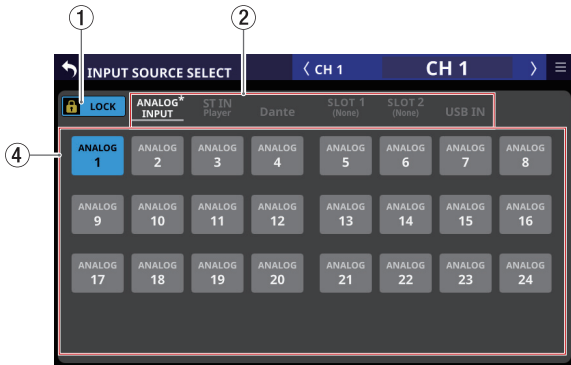 ① ②
INPUT SOURCE SELECT 〈 CH 1 CH 1 〉
LOCK ANALOG* ST IN Dante SLOT 1 SLOT 2 USB IN
INPUT Player (None) (None)
④
ANALOG ANALOG ANALOG ANALOG ANALOG ANALOG ANALOG ANALOG
1 2 3 4 5 6 7 8
ANALOG ANALOG ANALOG ANALOG ANALOG ANALOG ANALOG ANALOG
9 10 11 12 13 14 15 16
ANALOG ANALOG ANALOG ANALOG ANALOG ANALOG ANALOG ANALOG
17 18 19 20 21 22 23 24